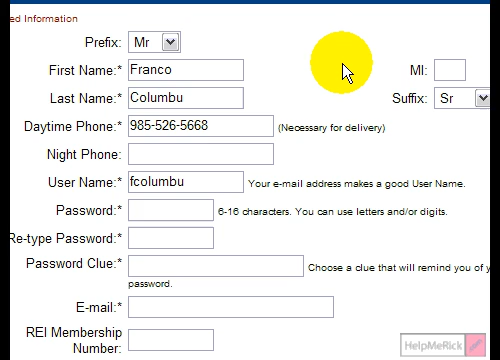 ed Information
Prefix: Mr
First Name:* Franco MI:
Last Name:* Columbu Suffix: Sr
Daytime Phone:* 985-526-5668 (Necessary for delivery)
Night Phone:
User Name:* fcolumbu Your e-mail address makes a good User Name.
Password:* 6-16 characters. You can use letters and/or digits.
Re-type Password:*
Password Clue:* Choose a clue that will remind you of y
password.
E-mail:*
REI Membership
Number:
HelpMeRick